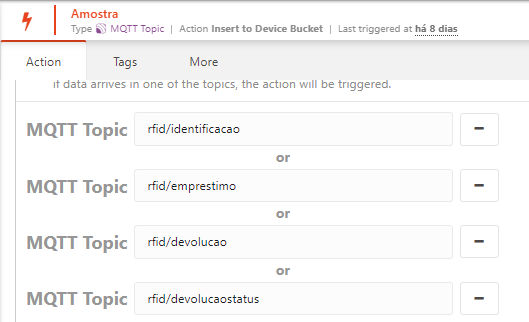 Amostra
Type MQTT Topic | Action Insert to Device Bucket | Last triggered at há 8 dias
Action Tags More
if data arrives in one of the topics, the action will be triggered.
MQTT Topic rfid/identificacao
or
MQTT Topic rfid/emprestimo
or
MQTT Topic rfid/devolucao
or
MQTT Topic rfid/devolucaostatus